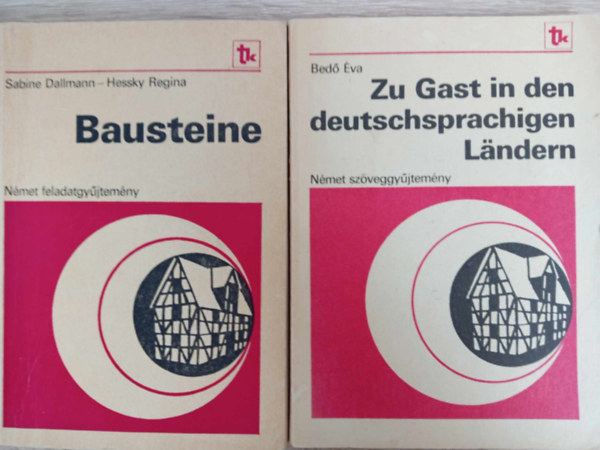 tk
Sabine Dallmann – Hessky Regina
Bausteine
Német feladatgyűjtemény
tk
Bedő Éva
Zu Gast in den
deutschsprachigen
Ländern
Német szöveggyűjtemény